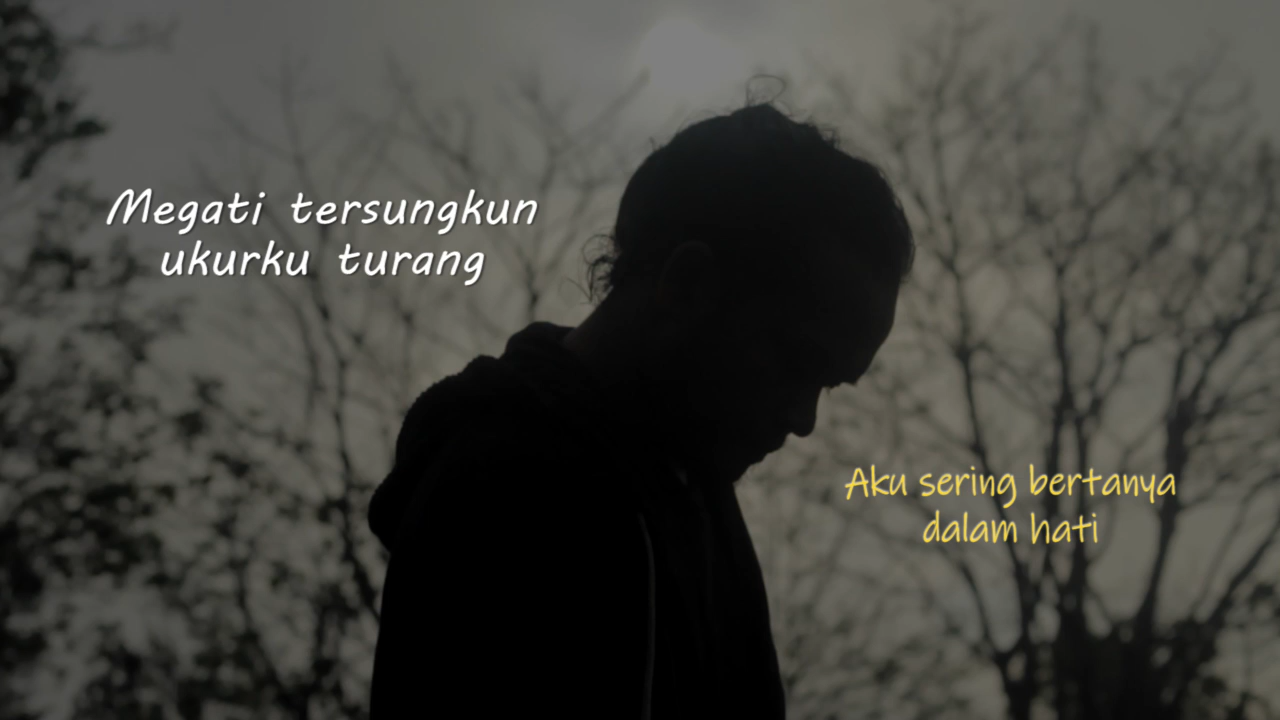 Megati tersungkun
ukurku turang
Aku sering bertanya
dalam hati